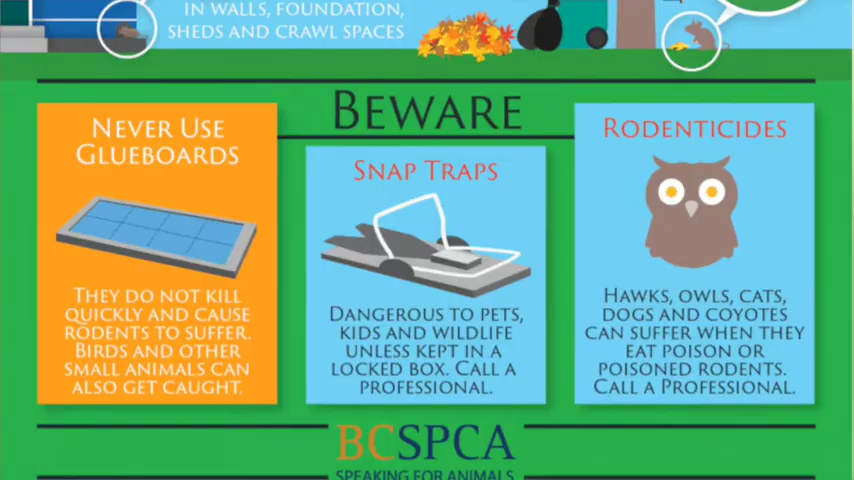 IN WALLS, FOUNDATION,
SHEDS AND CRAWL SPACES
BEWARE
NEVER USE
GLUEBOARDS
THEY DO NOT KILL
QUICKLY AND CAUSE
RODENTS TO SUFFER.
BIRDS AND OTHER
SMALL ANIMALS CAN
ALSO GET CAUGHT.
SNAP TRAPS
DANGEROUS TO PETS,
KIDS AND WILDLIFE
UNLESS KEPT IN A
LOCKED BOX. CALL A
PROFESSIONAL.
RODENTICIDES
HAWKS, OWLS, CATS,
DOGS AND COYOTES
CAN SUFFER WHEN THEY
EAT POISON OR
POISONED RODENTS.
CALL A PROFESSIONAL.
BCSPCA
SPEAKING FOR ANIMALS